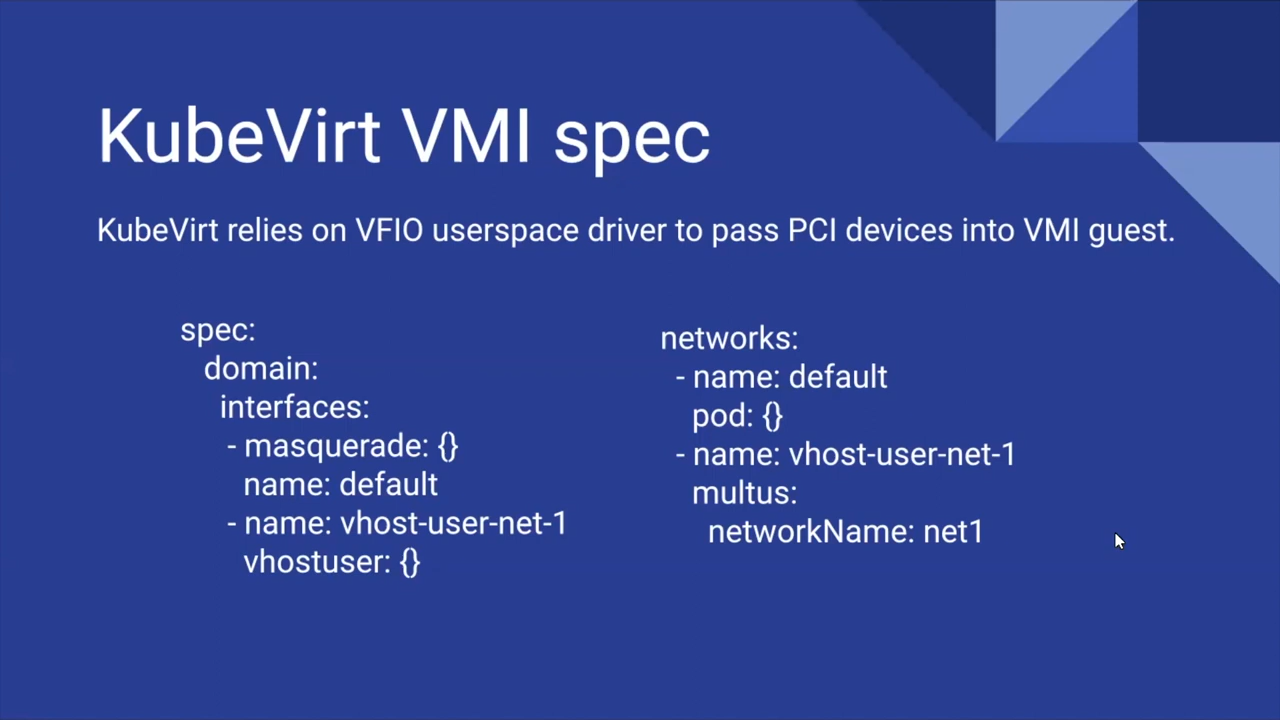 KubeVirt VMI spec
KubeVirt relies on VFIO userspace driver to pass PCI devices into VMI guest.
spec:
domain:
interfaces:
- masquerade: {}
name: default
- name: vhost-user-net-1
vhostuser: {}
networks:
- name: default
pod: {}
- name: vhost-user-net-1
multus:
networkName: net1